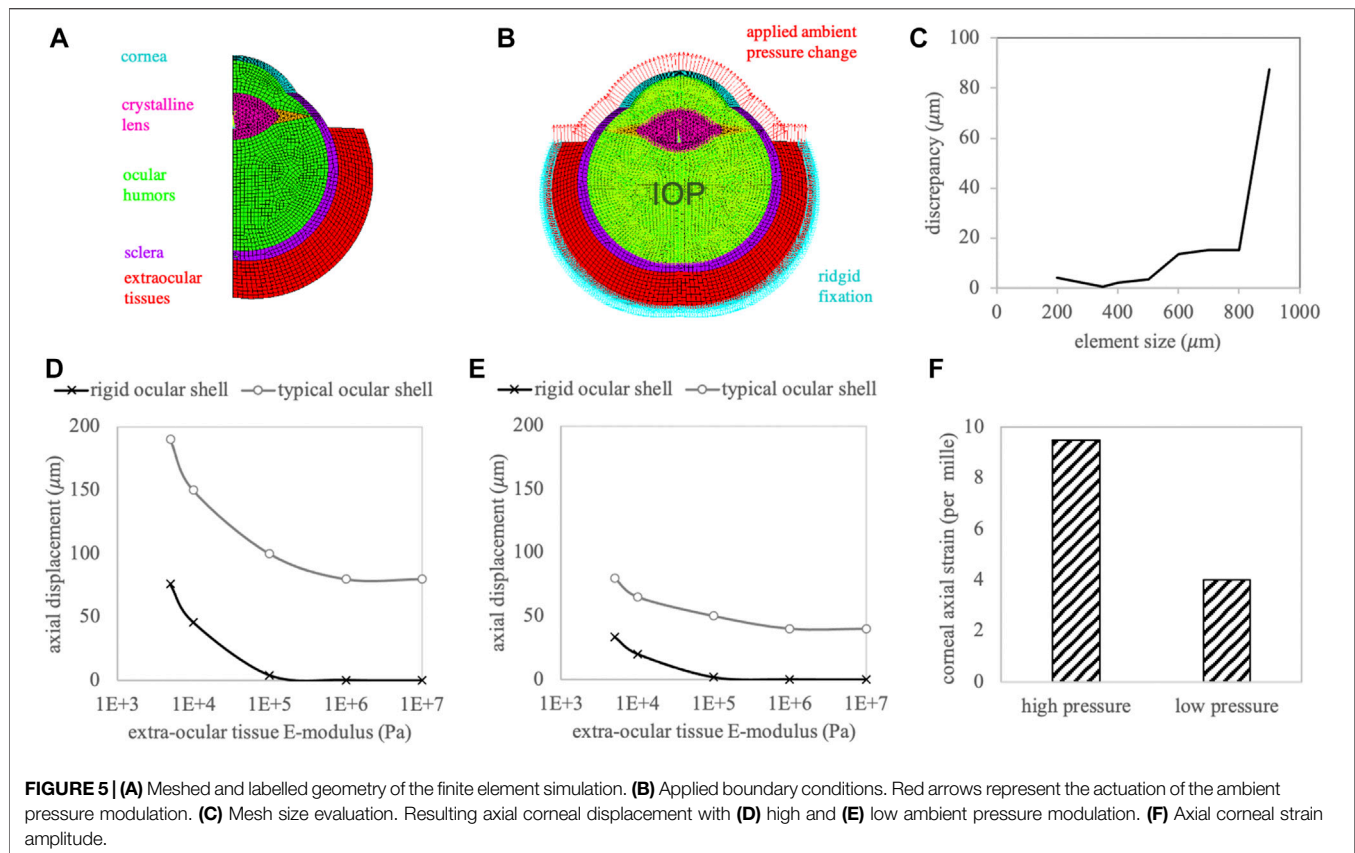 A
cornea
crystalline
lens
ocular
humors
sclera
extraocular
tissues
B
applied ambient
pressure change
IOP
ridgid
fixation
C
100
80
60
40
20
0
discrepancy (μm)
0 200 400 600 800 1000
element size (μm)
D
rigid ocular shell typical ocular shell
200
150
100
50
0
axial displacement (μm)
1E+3 1E+4 1E+5 1E+6 1E+7
extra-ocular tissue E-modulus (Pa)
E
rigid ocular shell typical ocular shell
200
150
100
50
0
axial displacement (μm)
1E+3 1E+4 1E+5 1E+6 1E+7
extra-ocular tissue E-modulus (Pa)
F
10
8
6
4
2
0
corneal axial strain (per mille)
high pressure low pressure
FIGURE 5 | (A) Meshed and labelled geometry of the finite element simulation. (B) Applied boundary conditions. Red arrows represent the actuation of the ambient
pressure modulation. (C) Mesh size evaluation. Resulting axial corneal displacement with (D) high and (E) low ambient pressure modulation. (F) Axial corneal strain
amplitude.